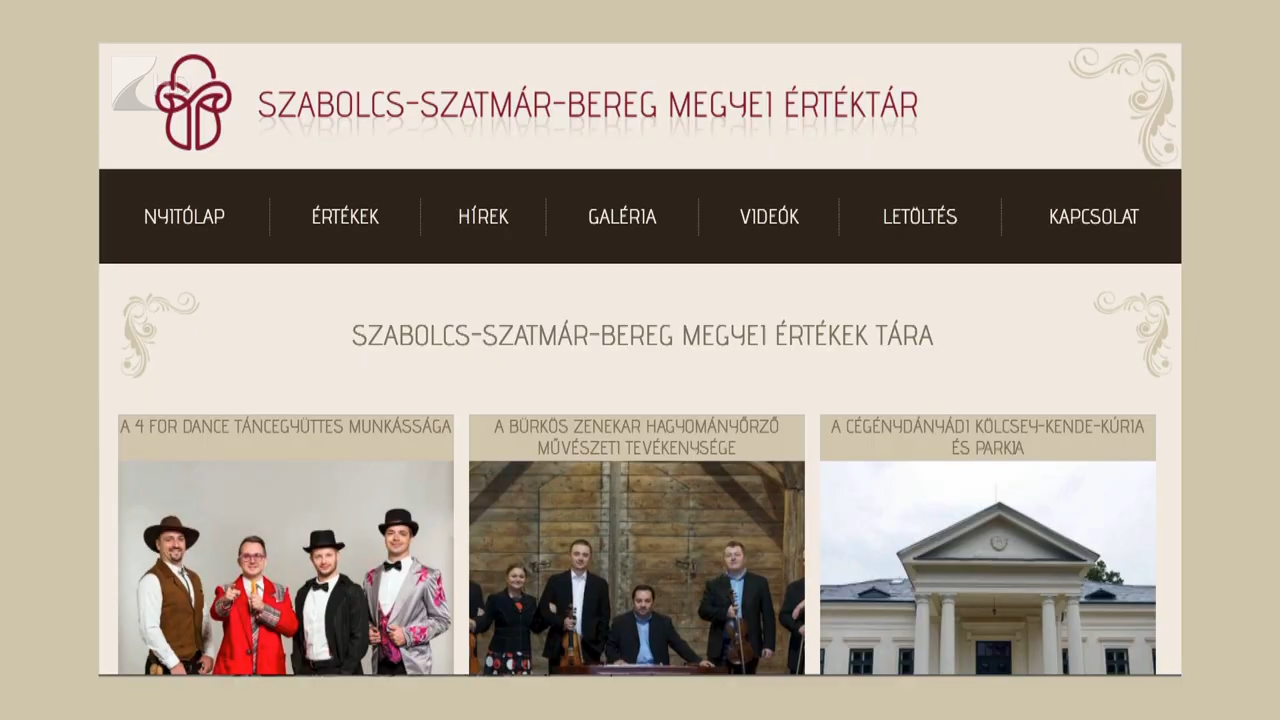 SZABOLCS-SZATMÁR-BEREG MEGYEI ÉRTÉKTÁR
NYITÓLAP ÉRTÉKEK HÍREK GALÉRIA VIDEÓK LETÖLTÉS KAPCSOLAT
SZABOLCS-SZATMÁR-BEREG MEGYEI ÉRTÉKEK TÁRA
A 4 FOR DANCE TÁNCEGYÜTTES MUNKÁSSÁGA
A BÜRKÖS ZENEKAR HAGYOMÁNYŐRZŐ
MŰVÉSZETI TEVÉKENYSÉGE
A CÉGÉNYDÁNYÁDI KÖLCSEY-KENDE-KÚRIA
ÉS PARKJA